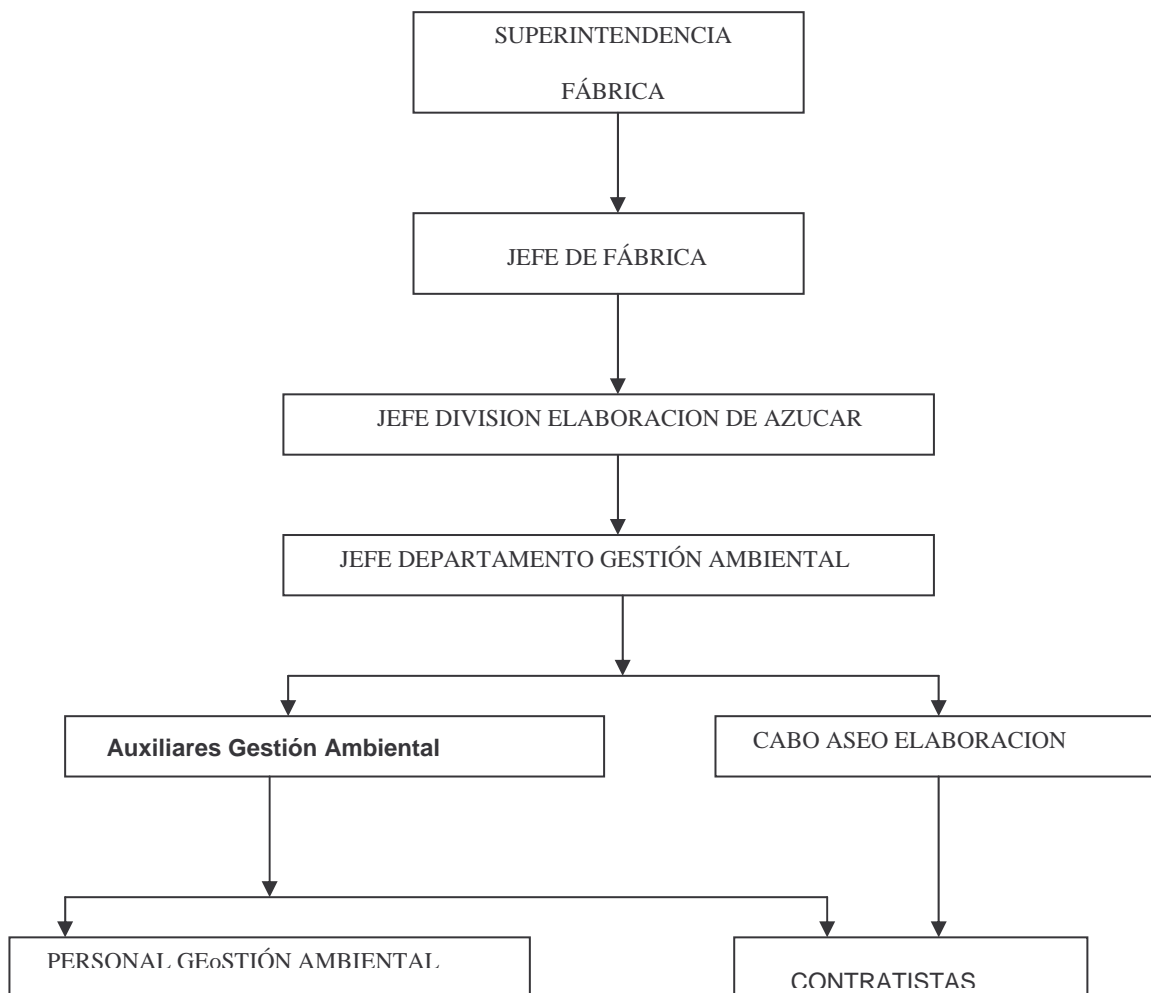 SUPERINTENDENCIA
FÁBRICA
JEFE DE FÁBRICA
JEFE DIVISION ELABORACION DE AZUCAR
JEFE DEPARTAMENTO GESTIÓN AMBIENTAL
Auxiliares Gestión Ambiental
CABO ASEO ELABORACION
PERSONAL GEoSTIÓN AMBIENTAL
CONTRATISTAS